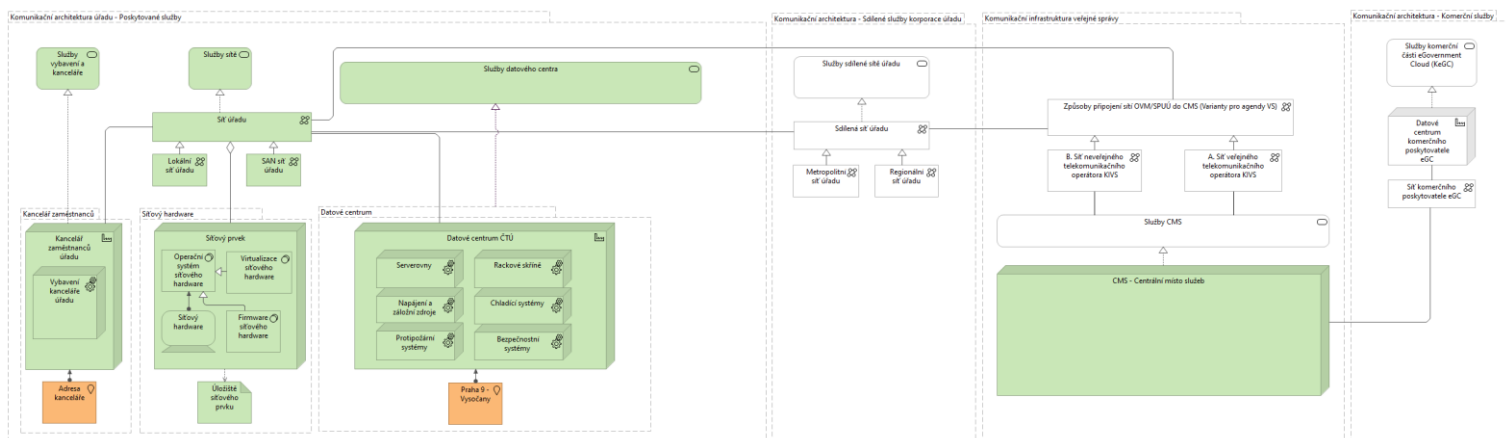 Komunikační architektura úřadu - Poskytované služby
Služby
vybavení a
kanceláře
Služby sítě
Služby datového centra
Síť úřadu
Lokální
síť úřadu
SAN síť
úřadu
Kancelář zaměstnanců
Kancelář
zaměstnanců
úřadu
Vybavení
kanceláře
úřadu
Adresa
kanceláře
Síťový hardware
Síťový prvek
Operační
systém
síťového
hardware
Virtualizace
síťového
hardware
Síťový
hardware
Firmware
síťového
hardware
Úložiště
síťového
prvku
Datové centrum
Datové centrum ČTÚ
Serverovny
Rackové skříně
Napájení a
záložní zdroje
Chladící systémy
Protipožární
systémy
Bezpečnostní
systémy
Praha 9 -
Vysočany
Komunikační architektura - Sdílené služby korporace úřadu
Služby sdílené sítě úřadu
Sdílená síť úřadu
Metropolitní
síť úřadu
Regionální
síť úřadu
Komunikační infrastruktura veřejné správy
Způsoby připojení sítí OVM/SPUÚ do CMS (Varianty pro agendy VS)
B. Síť neveřejného
telekomunikačního
operátora KIVS
A. Síť veřejného
telekomunikačního
operátora KIVS
Služby CMS
CMS - Centrální místo služeb
Komunikační architektura - Komerční služby
Služby komerční
části eGovernment
Cloud (KeGC)
Datové
centrum
komerčního
poskytovatele
eGC
Síť komerčního
poskytovatele eGC